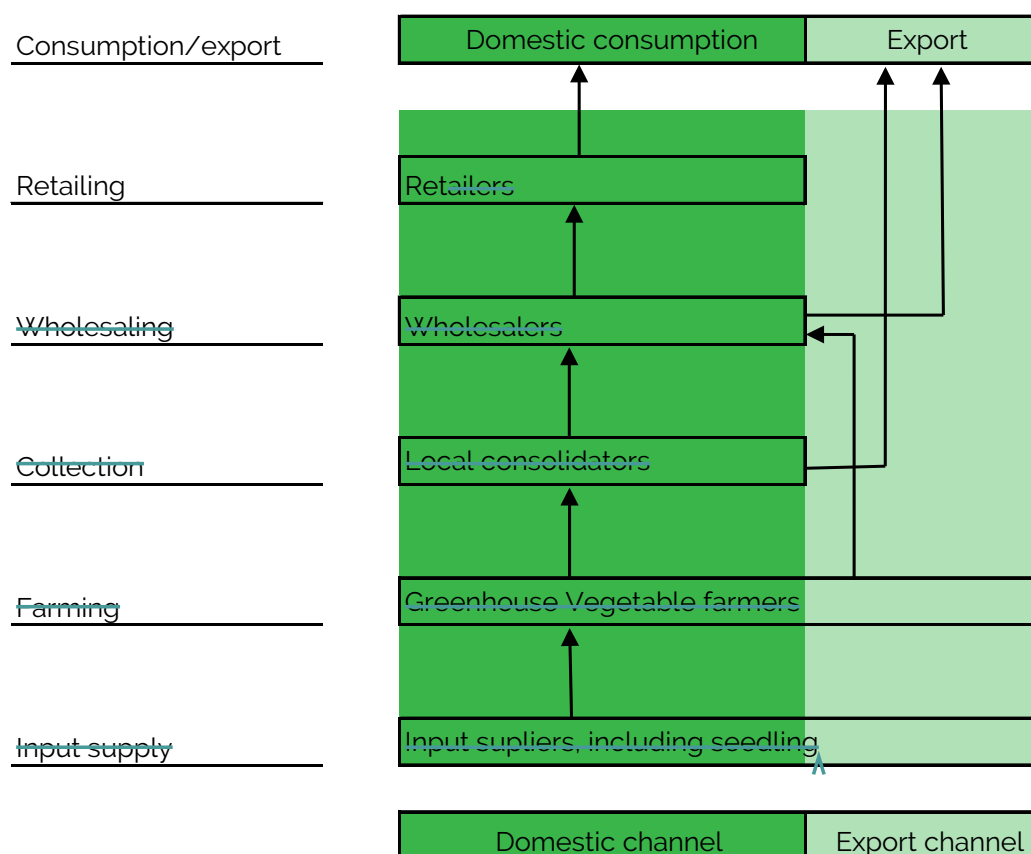 Consumption/export
Domestic consumption
Export
Retailing
Retailers
Wholesaling
Wholesalers
Collection
Local consolidators
Farming
Greenhouse Vegetable farmers
Input supply
Input supliers, including seedling
Domestic channel
Export channel